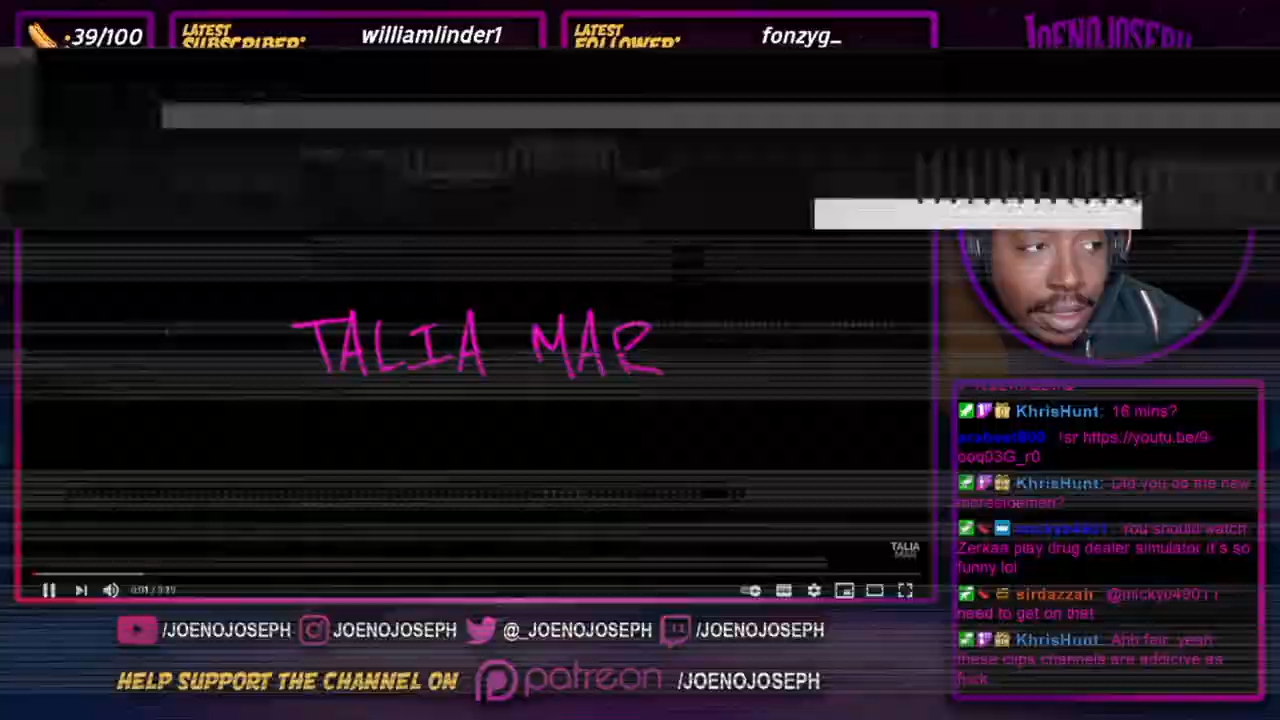 :39/100
LATEST SUBSCRIBER:
williamlinder1
LATEST FOLLOWER:
fonzyg_
JOENOJOSEPH
TALIA MAR
TALIA
MAR
/JOENOJOSEPH
/JOENOJOSEPH
@_JOENOJOSEPH
/JOENOJOSEPH
HELP SUPPORT THE CHANNEL ON
patreon
/JOENOJOSEPH
KhrisHunt: 16 mins?
!sr https://youtu.be/9-
KhrisHunt: Did you do the new
You should watch
Zerkaa play drug dealer simulator it's so
funny lol
sirdazzah:
need to get on that
KhrisHunt: Ahh fair, yeah
these clips channels are addicive as